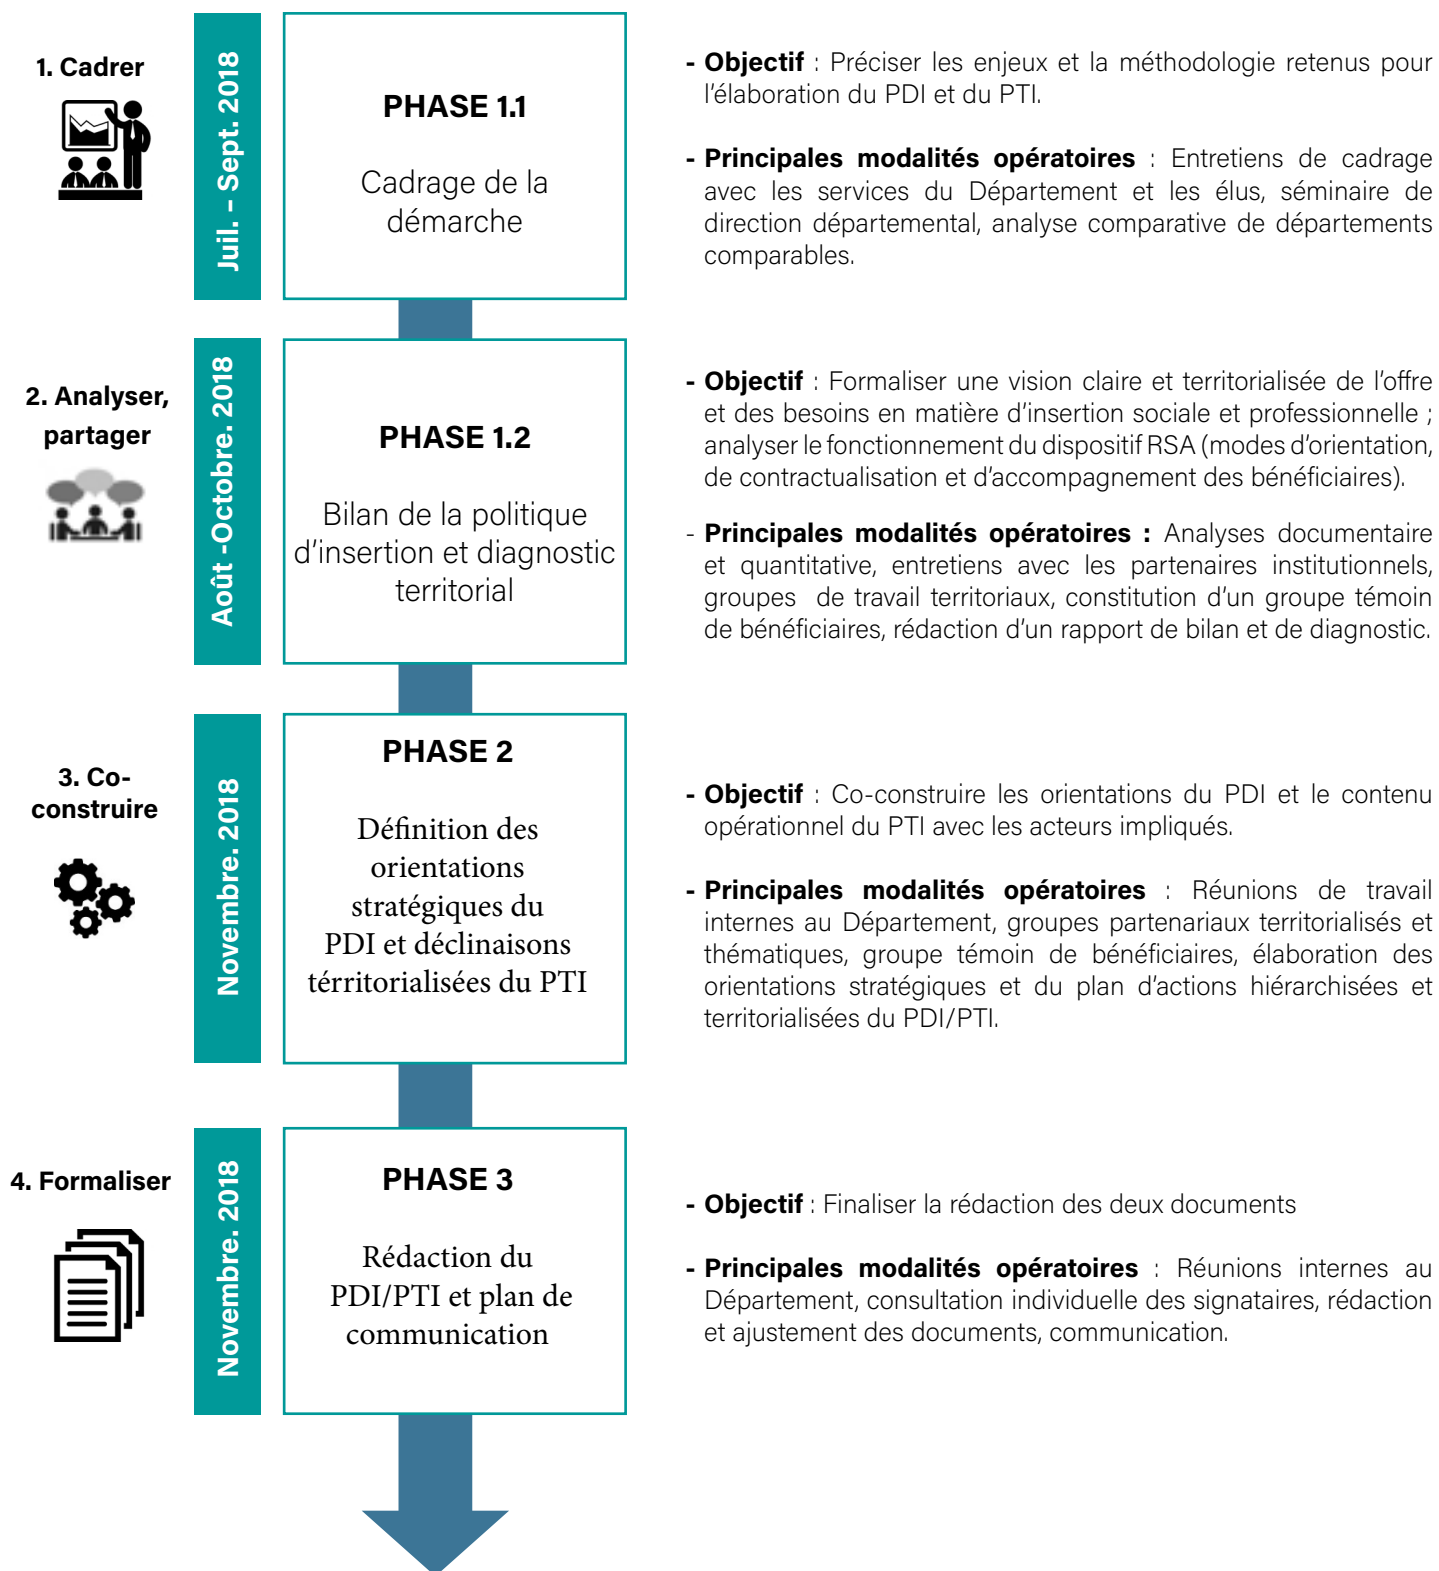 1. Cadrer
Juil. – Sept. 2018
PHASE 1.1
Cadrage de la
démarche
- Objectif : Préciser les enjeux et la méthodologie retenus pour
l'élaboration du PDI et du PTI.
- Principales modalités opératoires : Entretiens de cadrage
avec les services du Département et les élus, séminaire de
direction départemental, analyse comparative de départements
comparables.
2. Analyser,
partager
Août -Octobre. 2018
PHASE 1.2
Bilan de la politique
d'insertion et diagnostic
territorial
- Objectif : Formaliser une vision claire et territorialisée de l'offre
et des besoins en matière d'insertion sociale et professionnelle ;
analyser le fonctionnement du dispositif RSA (modes d'orientation,
de contractualisation et d'accompagnement des bénéficiaires).
- Principales modalités opératoires : Analyses documentaire
et quantitative, entretiens avec les partenaires institutionnels,
groupes de travail territoriaux, constitution d'un groupe témoin
de bénéficiaires, rédaction d'un rapport de bilan et de diagnostic.
3. Co-
construire
Novembre. 2018
PHASE 2
Définition des
orientations
stratégiques du
PDI et déclinaisons
térritorialisées du PTI
- Objectif : Co-construire les orientations du PDI et le contenu
opérationnel du PTI avec les acteurs impliqués.
- Principales modalités opératoires : Réunions de travail
internes au Département, groupes partenariaux territorialisés et
thématiques, groupe témoin de bénéficiaires, élaboration des
orientations stratégiques et du plan d'actions hiérarchisées et
territorialisées du PDI/PTI.
4. Formaliser
Novembre. 2018
PHASE 3
Rédaction du
PDI/PTI et plan de
communication
- Objectif : Finaliser la rédaction des deux documents
- Principales modalités opératoires : Réunions internes au
Département, consultation individuelle des signataires, rédaction
et ajustement des documents, communication.